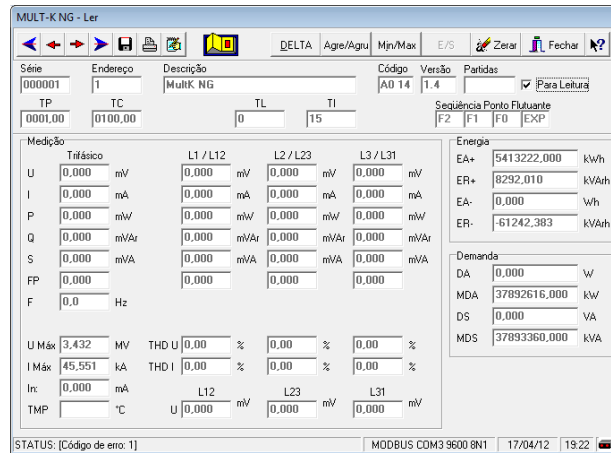 MULT-K NG - Ler
DELTA Agre/Agru Min/Max E/S Zerar Fechar
Série Endereço Descrição Código Versão Partidas
000001 1 MultK NG A0 14 1.4 Para Leitura
TP TC TL TI Seqüência Ponto Flutuante
0001,00 0100,00 0 15 F2 F1 F0 EXP
Medição Energia
Trifásico L1 / L12 L2 / L23 L3 / L31
EA+ 5413222,000 kWh
U 0,000 mV 0,000 mV 0,000 mV 0,000 mV
ER+ 8292,010 kVArh
I 0,000 mA 0,000 mA 0,000 mA 0,000 mA
EA- 0,000 Wh
P 0,000 mW 0,000 mW 0,000 mW 0,000 mW
ER- -61242,383 kVArh
Q 0,000 mVAr 0,000 mVAr 0,000 mVAr 0,000 mVAr
S 0,000 mVA 0,000 mVA 0,000 mVA 0,000 mVA
Demanda
FP 0,000 0,000 0,000 0,000
DA 0,000 W
F 0,0 Hz
MDA 37892616,000 kW
DS 0,000 VA
MDS 37893360,000 kVA
U Máx 3,432 MV THD U 0,00 % 0,00 % 0,00 %
I Máx 45,551 kA THD I 0,00 % 0,00 % 0,00 %
In: 0,000 mA L12 L23 L31
TMP °C U 0,000 mV 0,000 mV 0,000 mV
STATUS: [Código de erro: 1] MODBUS COM3 9600 8N1 17/04/12 19:22